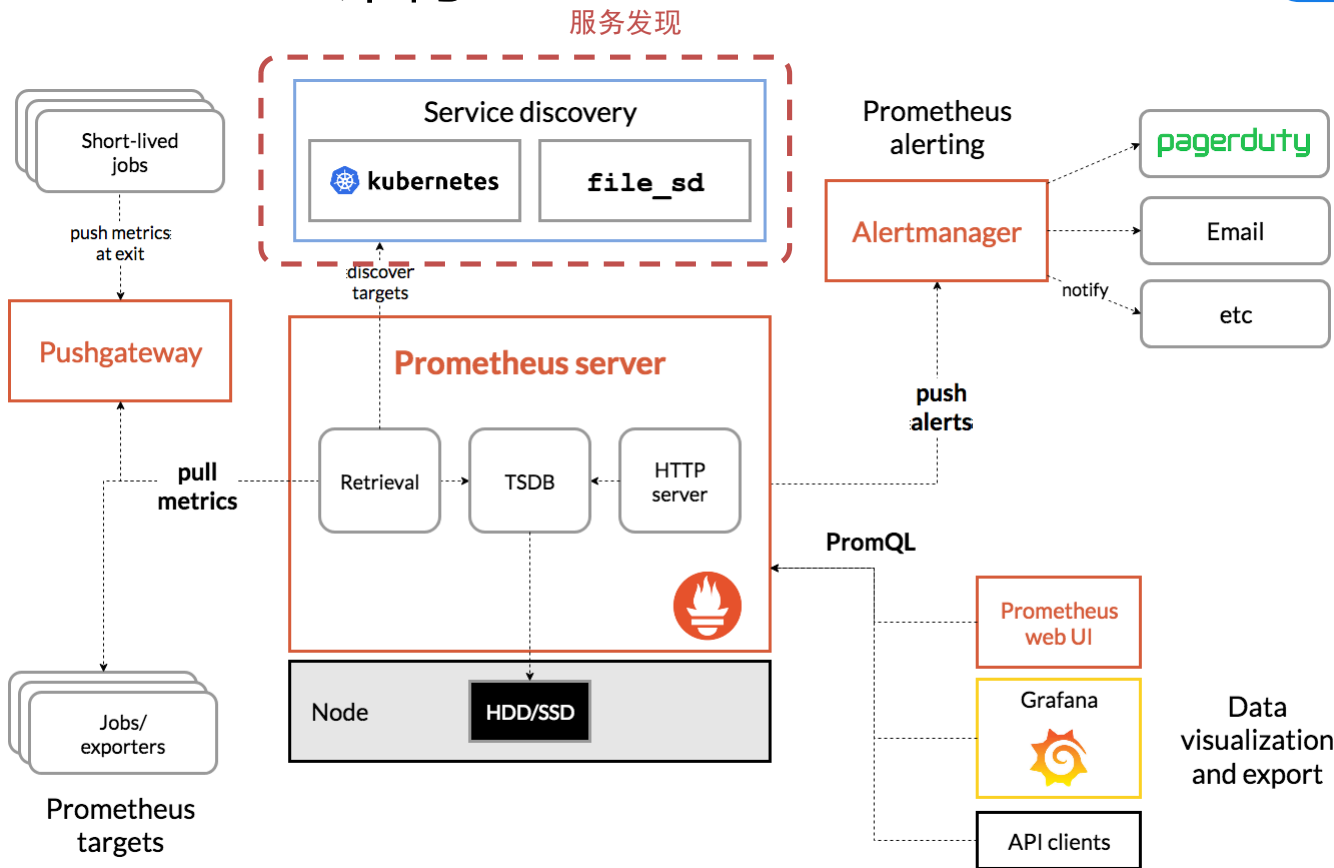 服务发现
Service discovery
kubernetes
file_sd
Short-lived
jobs
push metrics
at exit
Pushgateway
discover
targets
Prometheus
alerting
Alertmanager
pagerduty
Email
notify
etc
Prometheus server
push
alerts
pull
metrics
Retrieval
TSDB
HTTP
server
PromQL
Node
HDD/SSD
Jobs/
exporters
Prometheus
targets
Prometheus
web UI
Grafana
API clients
Data
visualization
and export